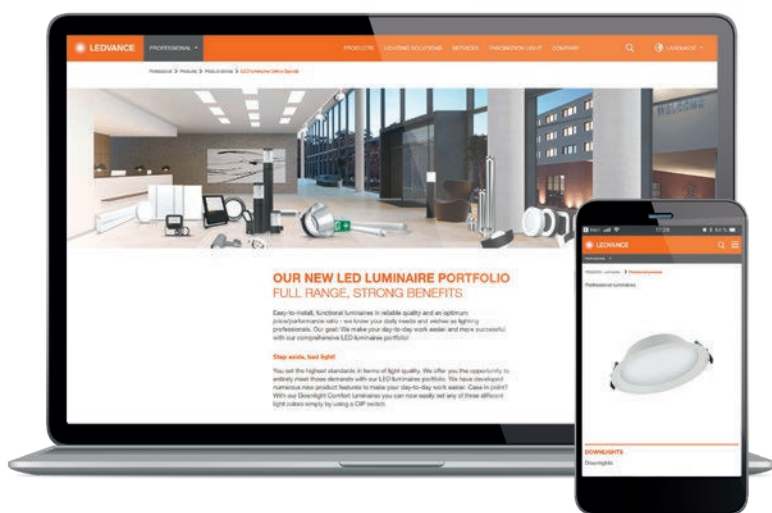 LEDVANCE
PROFESSIONAL
PRODUCTS LIGHTING SOLUTIONS SERVICES FASCINATION LIGHT COMPANY
LANGUAGE
Professional > Products >
WELCOME
OUR NEW LED LUMINAIRE PORTFOLIO
FULL RANGE, STRONG BENEFITS
Easy-to-install, functional luminaires in reliable quality and an optimum
price/performance ratio - we know your daily needs and wishes as lighting
professionals. Our goal: We make your day-to-day work easier and more successful
with our comprehensive LED luminaires portfolio!
Step aside, bad light!
You set the highest standards in terms of light quality. We offer you the opportunity to
entirely meet those demands with our LED luminaires portfolio. We have developed
numerous new product features to make your day-to-day work easier. Case in point?
With our Downlight Comfort luminaires you can now easily set any of three different
light colors simply by using a DIP switch.
LEDVANCE
PROFESSIONAL
Professional luminaires
DOWNLIGHTS
Downlights